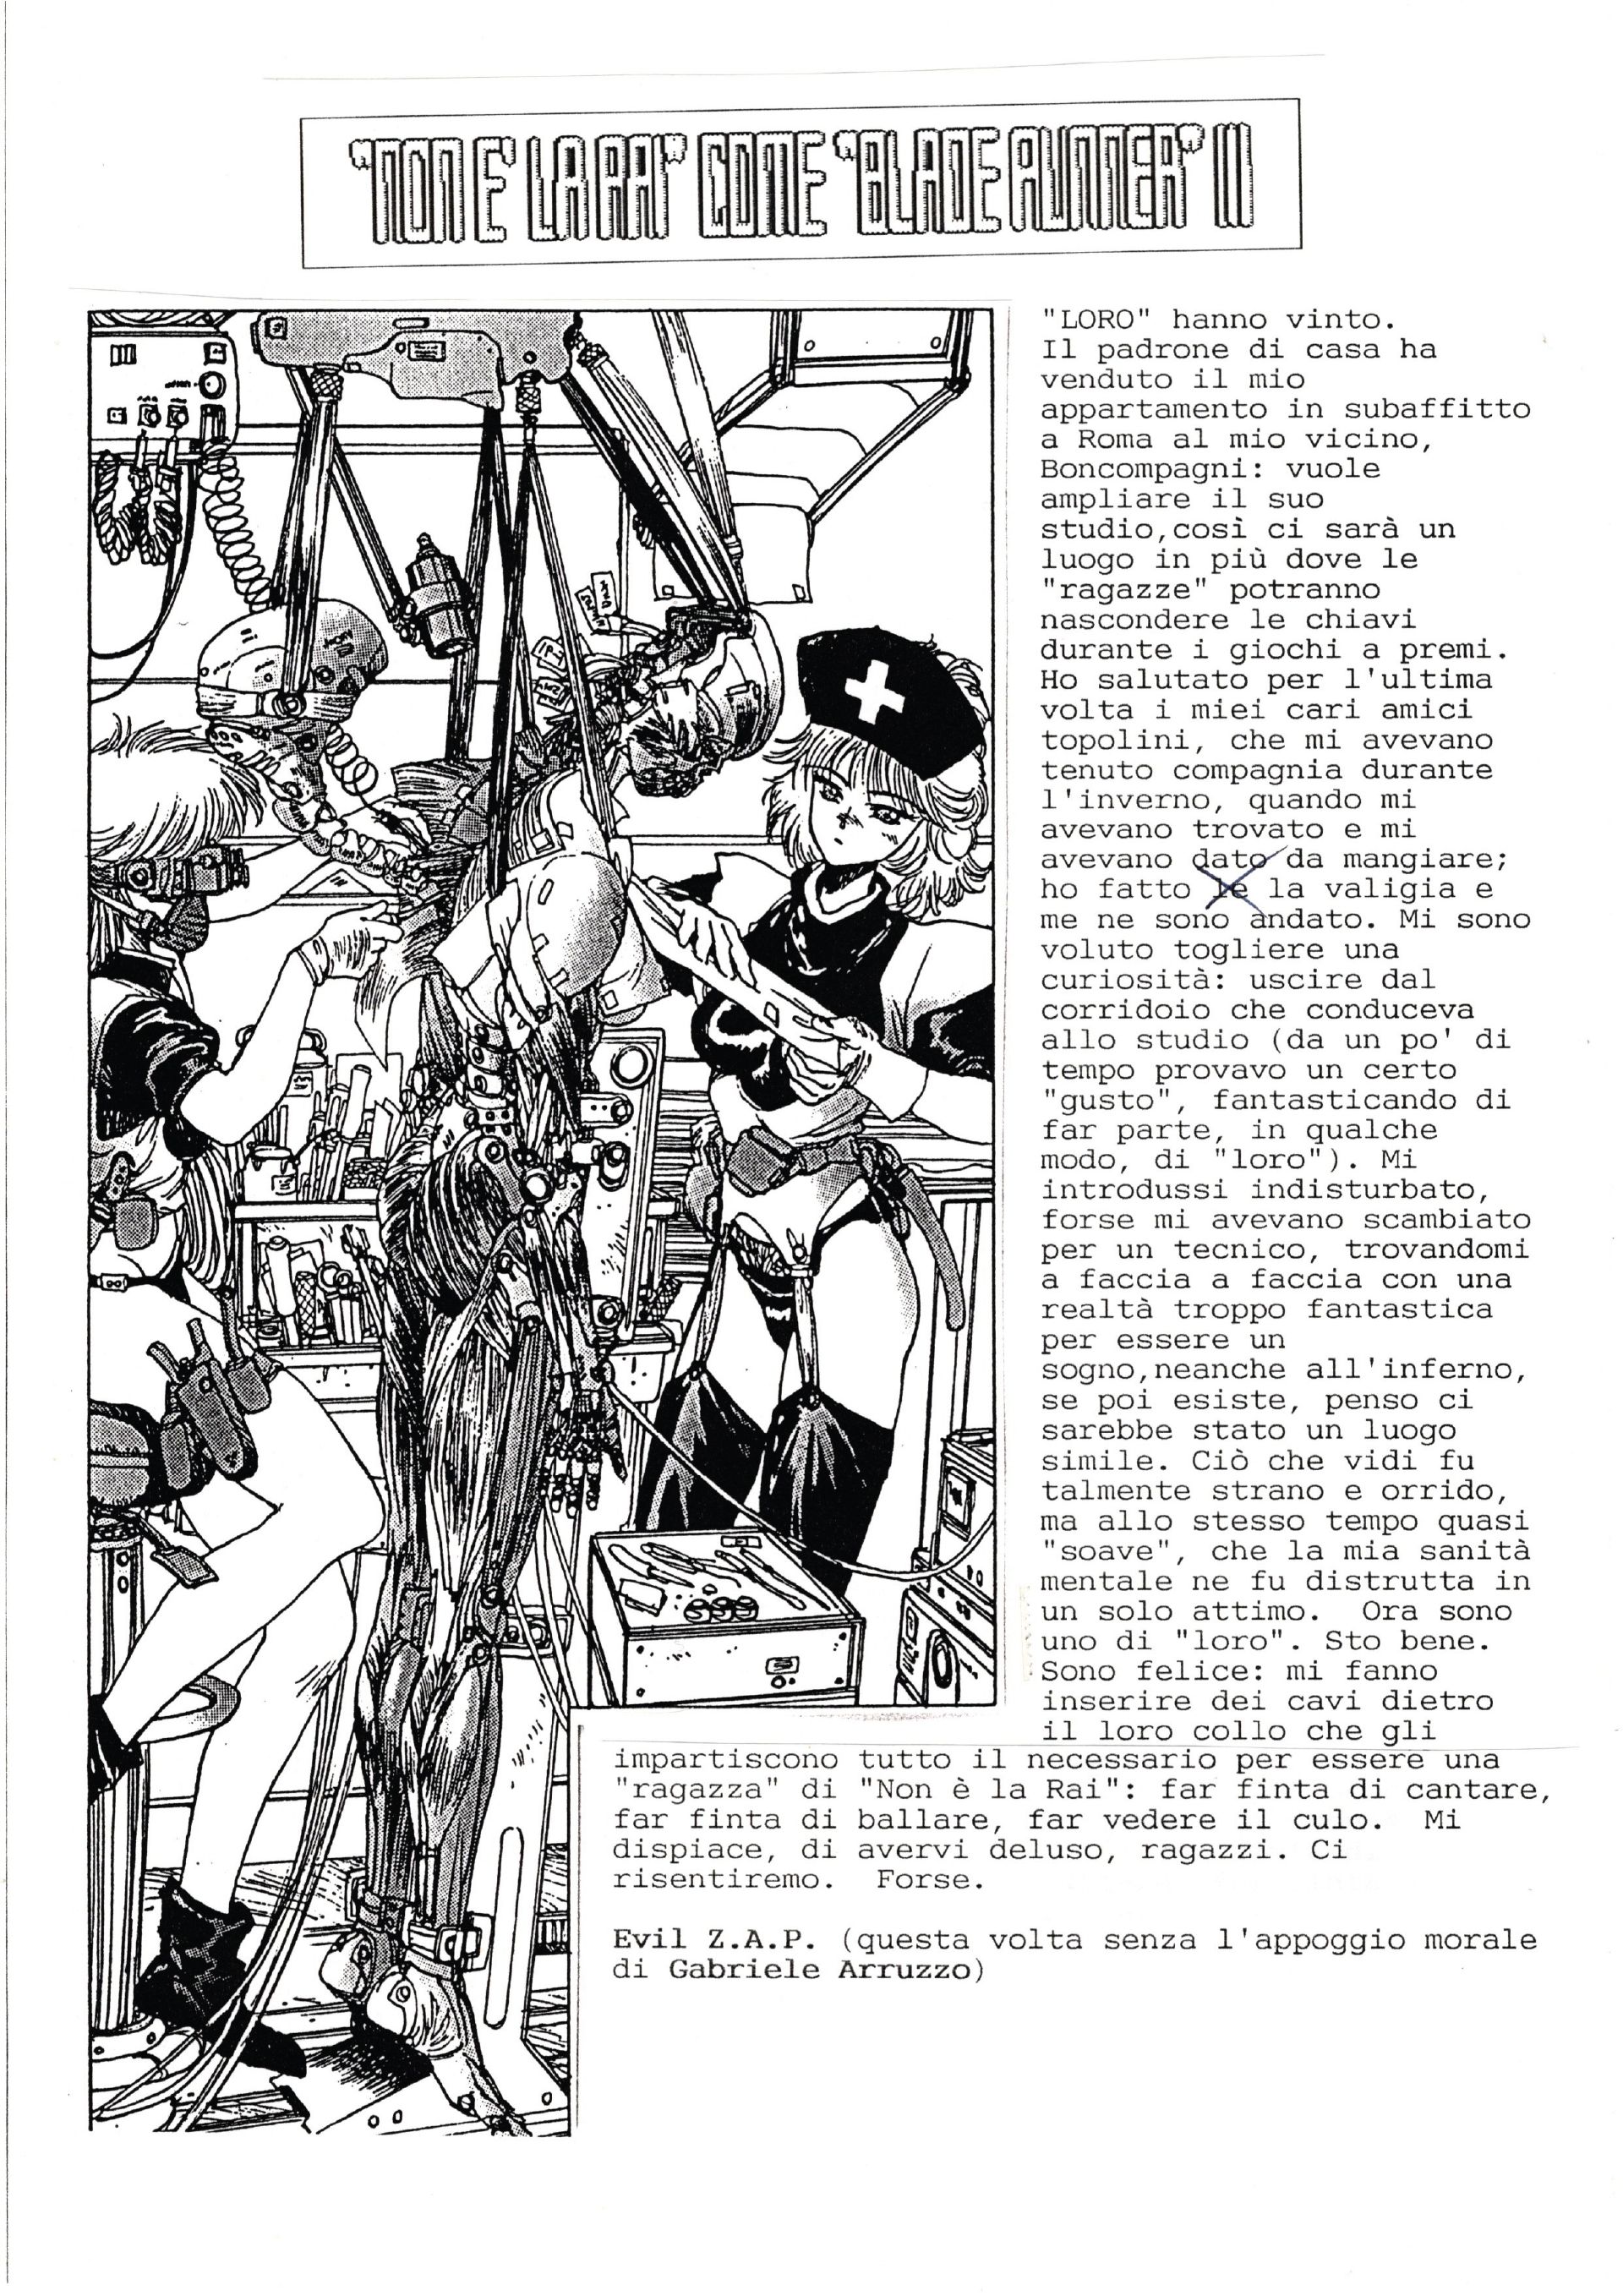 "NON E' LA RAI" COME "BLADE RUNNER" III
"LORO" hanno vinto.
Il padrone di casa ha
venduto il mio
appartamento in subaffitto
a Roma al mio vicino,
Boncompagni: vuole
ampliare il suo
studio,così ci sarà un
luogo in più dove le
"ragazze" potranno
nascondere le chiavi
durante i giochi a premi.
Ho salutato per l'ultima
volta i miei cari amici
topolini, che mi avevano
tenuto compagnia durante
l'inverno, quando mi
avevano trovato e mi
avevano dato da mangiare;
ho fatto le la valigia e
me ne sono andato. Mi sono
voluto togliere una
curiosità: uscire dal
corridoio che conduceva
allo studio (da un po' di
tempo provavo un certo
"gusto", fantasticando di
far parte, in qualche
modo, di "loro"). Mi
introdussi indisturbato,
forse mi avevano scambiato
per un tecnico, trovandomi
a faccia a faccia con una
realtà troppo fantastica
per essere un
sogno,neanche all'inferno,
se poi esiste, penso ci
sarebbe stato un luogo
simile. Ciò che vidi fu
talmente strano e orrido,
ma allo stesso tempo quasi
"soave", che la mia sanità
mentale ne fu distrutta in
un solo attimo.  Ora sono
uno di "loro". Sto bene.
Sono felice: mi fanno
inserire dei cavi dietro
il loro collo che gli
impartiscono tutto il necessario per essere una
"ragazza" di "Non è la Rai": far finta di cantare,
far finta di ballare, far vedere il culo.  Mi
dispiace, di avervi deluso, ragazzi. Ci
risentiremo.  Forse.
Evil Z.A.P. (questa volta senza l'appoggio morale
di Gabriele Arruzzo)